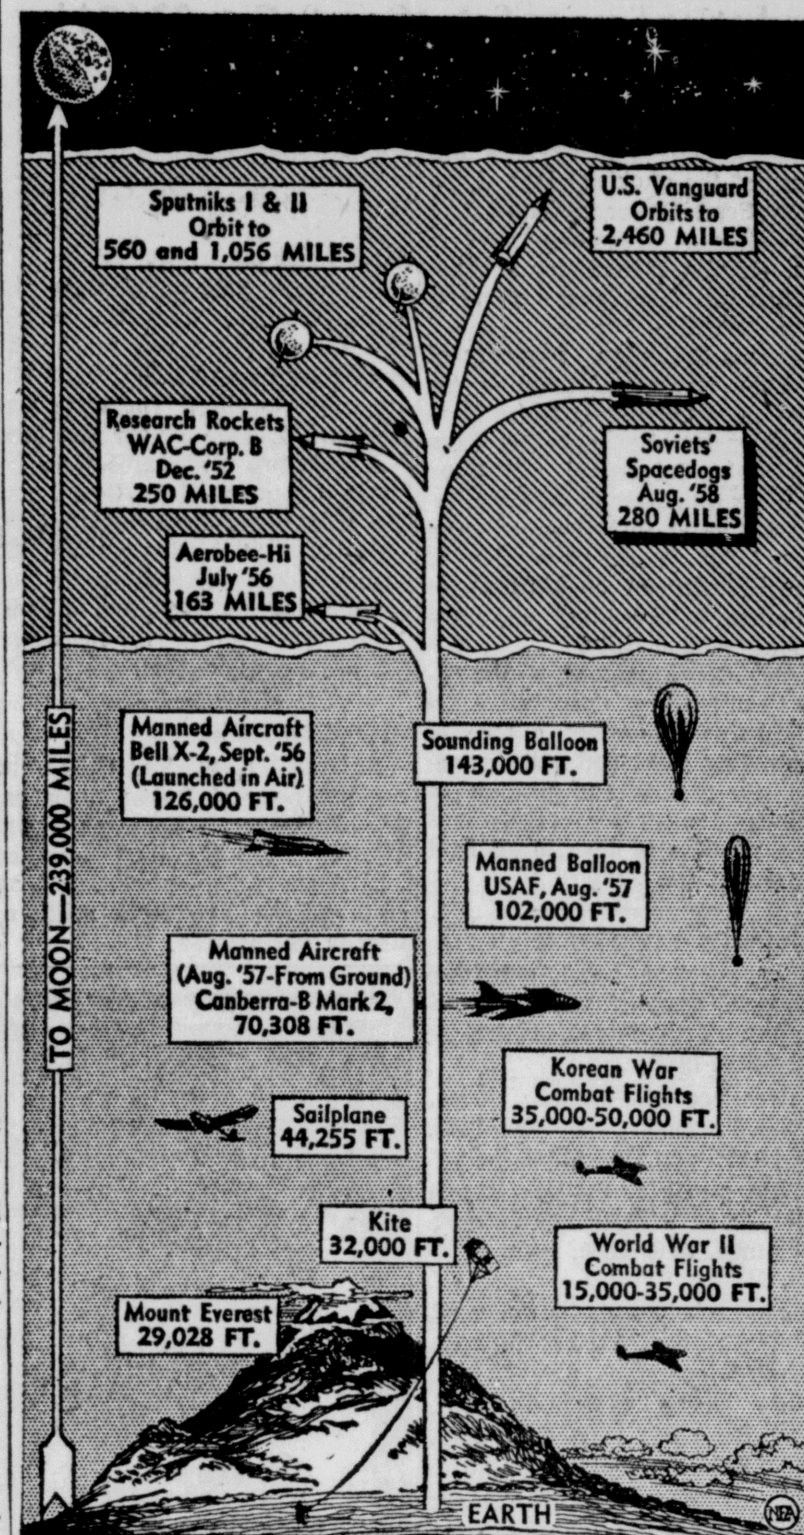 Sputniks I & II
Orbit to
560 and 1,056 MILES
U.S. Vanguard
Orbits to
2,460 MILES
Research Rockets
WAC-Corp. B
Dec. '52
250 MILES
Soviets'
Spacedogs
Aug. '58
280 MILES
Aerobee-Hi
July '56
163 MILES
TO MOON—239,000 MILES
Manned Aircraft
Bell X-2, Sept. '56
(Launched in Air)
126,000 FT.
Sounding Balloon
143,000 FT.
Manned Balloon
USAF, Aug. '57
102,000 FT.
Manned Aircraft
(Aug. '57-From Ground)
Canberra-B Mark 2,
70,308 FT.
Korean War
Combat Flights
35,000-50,000 FT.
Sailplane
44,255 FT.
Kite
32,000 FT.
World War II
Combat Flights
15,000-35,000 FT.
Mount Everest
29,028 FT.
EARTH
NEA